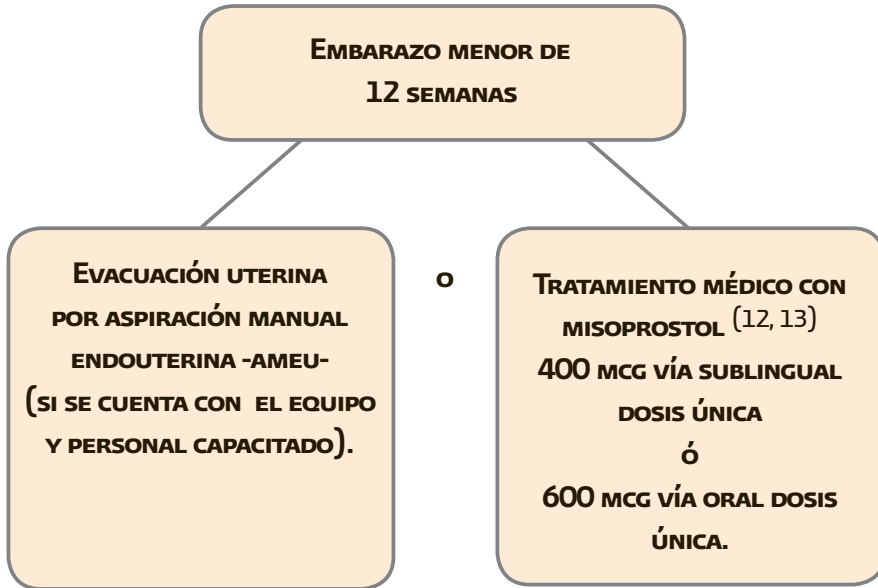 Embarazo menor de
12 semanas
Evacuación uterina
por aspiración manual
endouterina -ameu-
(si se cuenta con el equipo
y personal capacitado).
o
Tratamiento médico con
misoprostol (12, 13)
400 mcg vía sublingual
dosis única
ó
600 mcg vía oral dosis
única.